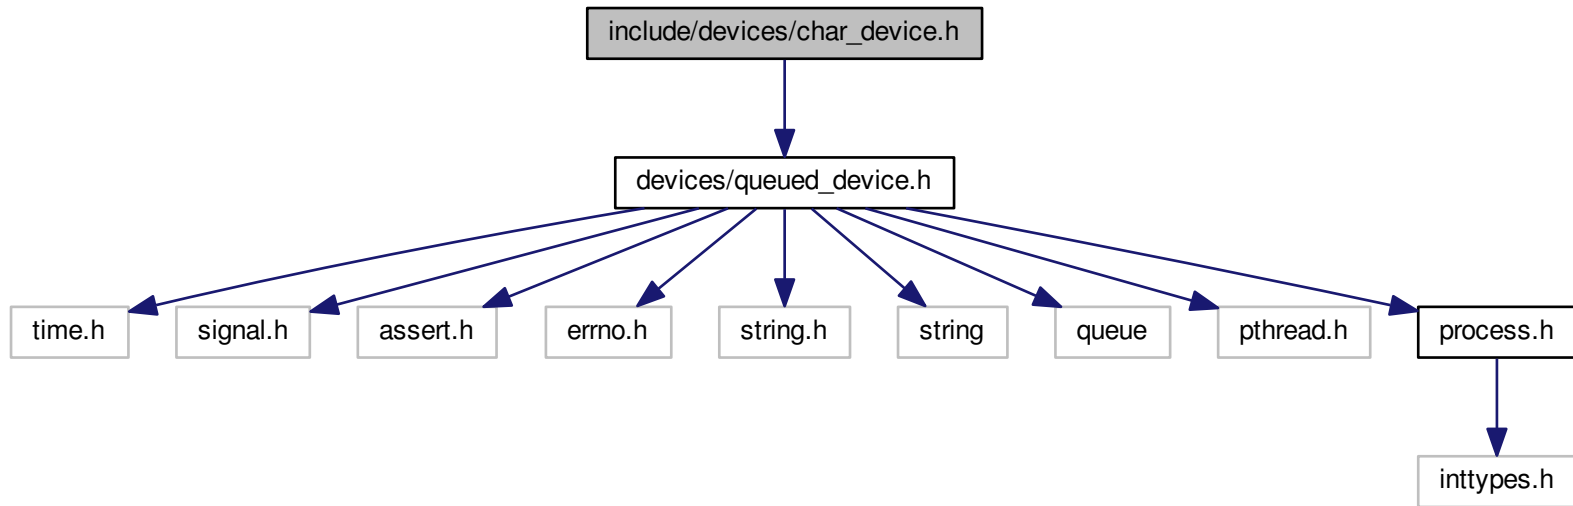 include/devices/char_device.h
devices/queued_device.h
time.h
signal.h
assert.h
errno.h
string.h
string
queue
pthread.h
process.h
inttypes.h